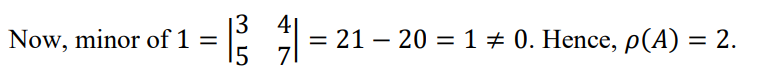 Now, minor of 1 = |3 4; 5 7| = 21 − 20 = 1 ≠ 0. Hence, ρ(A) = 2.